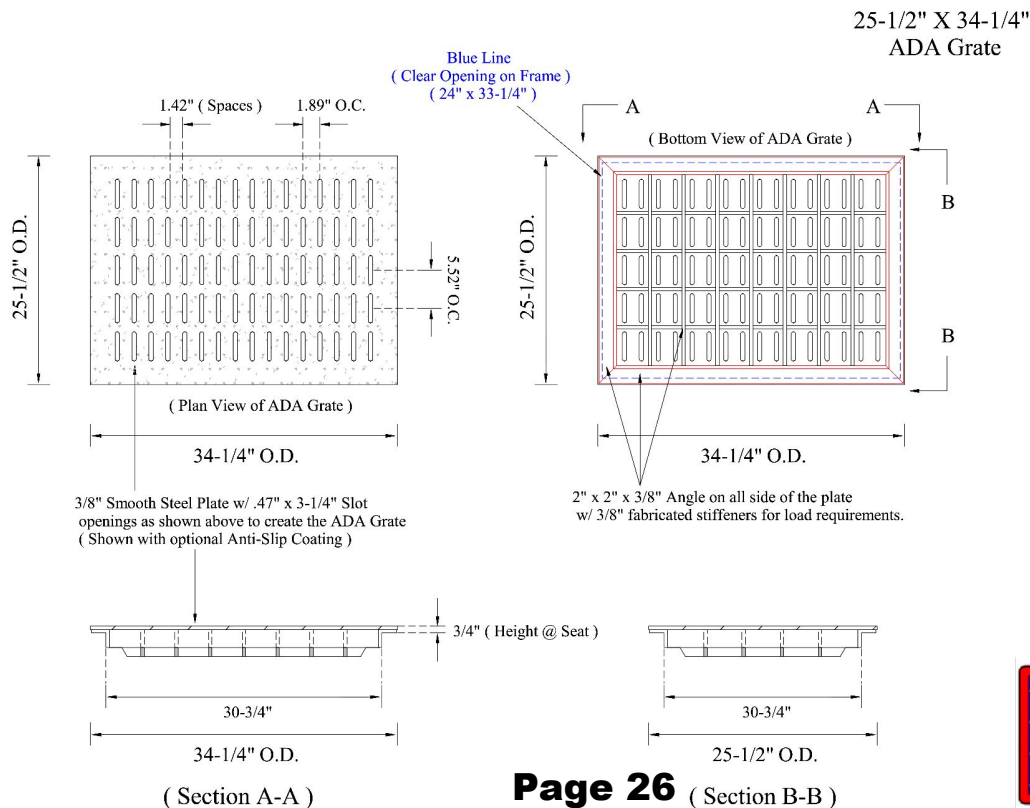 25-1/2" X 34-1/4"
ADA Grate
Blue Line
( Clear Opening on Frame )
( 24" x 33-1/4" )
1.42" ( Spaces )
1.89" O.C.
A
A
( Bottom View of ADA Grate )
25-1/2" O.D.
5.52" O.C.
25-1/2" O.D.
B
B
( Plan View of ADA Grate )
34-1/4" O.D.
34-1/4" O.D.
3/8" Smooth Steel Plate w/ .47" x 3-1/4" Slot
openings as shown above to create the ADA Grate
( Shown with optional Anti-Slip Coating )
2" x 2" x 3/8" Angle on all side of the plate
w/ 3/8" fabricated stiffeners for load requirements.
3/4" ( Height @ Seat )
30-3/4"
30-3/4"
34-1/4" O.D.
25-1/2" O.D.
( Section A-A )
Page 26
( Section B-B )